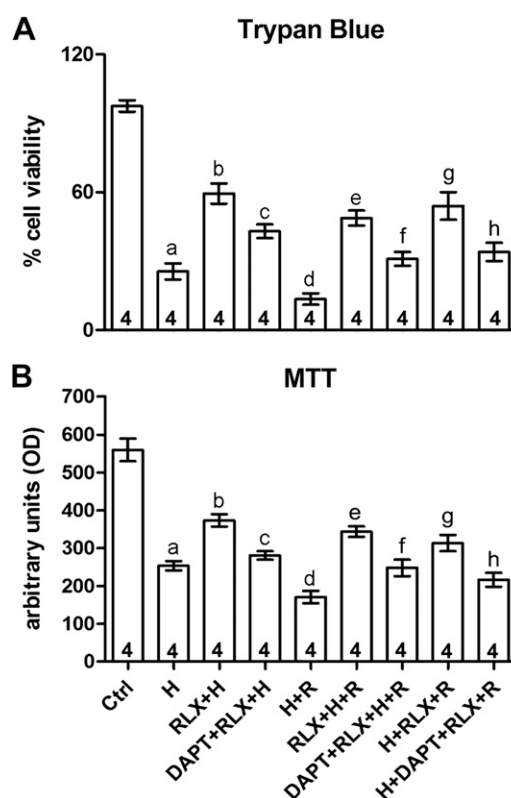 A
Trypan Blue
% cell viability
120
60
0
a
b
c
d
e
f
g
h
4 4 4 4 4 4 4 4 4
B
MTT
arbitrary units (OD)
700
600
500
400
300
200
100
0
a
b
c
d
e
f
g
h
4 4 4 4 4 4 4 4 4
Ctrl
H
RLX+H
DAPT+RLX+H
H+R
RLX+H+R
DAPT+RLX+H+R
H+RLX+R
H+DAPT+RLX+R